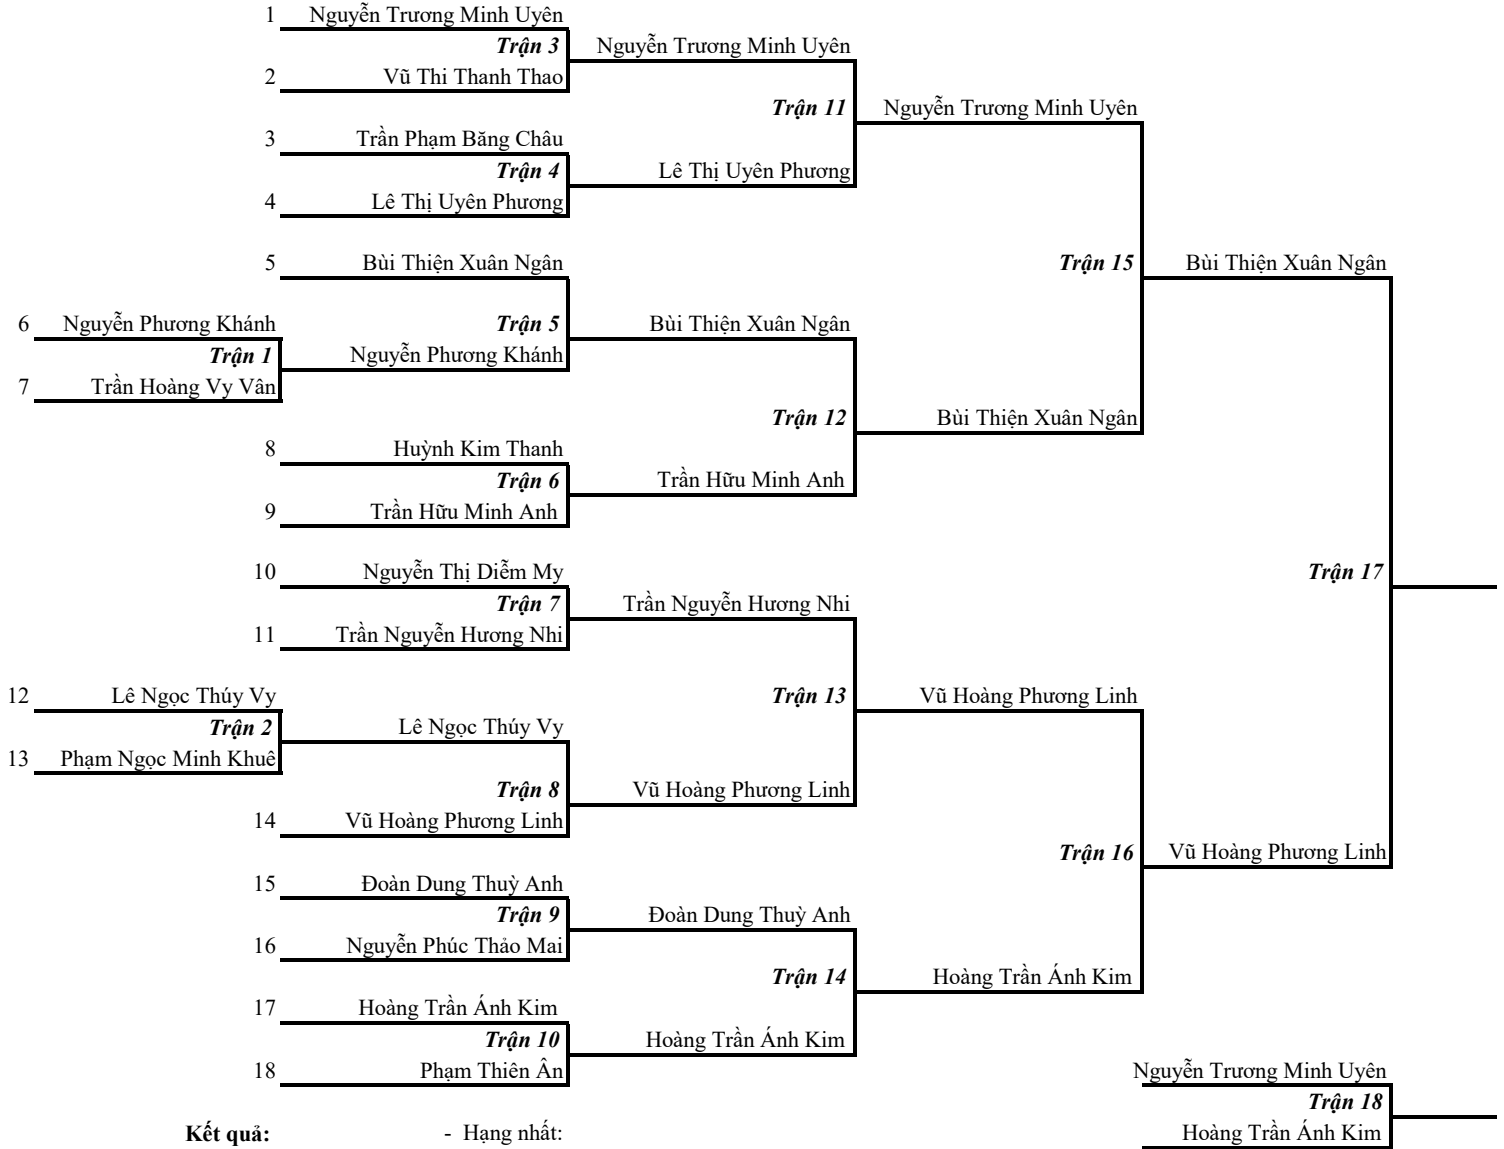 1 Nguyễn Trương Minh Uyên
Trận 3 Nguyễn Trương Minh Uyên
2 Vũ Thi Thanh Thao
Trận 11 Nguyễn Trương Minh Uyên
3 Trần Phạm Băng Châu
Trận 4 Lê Thị Uyên Phương
4 Lê Thị Uyên Phương
5 Bùi Thiện Xuân Ngân Trận 15 Bùi Thiện Xuân Ngân
6 Nguyễn Phương Khánh Trận 5 Bùi Thiện Xuân Ngân
Trận 1 Nguyễn Phương Khánh
7 Trần Hoàng Vy Vân
Trận 12 Bùi Thiện Xuân Ngân
8 Huỳnh Kim Thanh
Trận 6 Trần Hữu Minh Anh
9 Trần Hữu Minh Anh
10 Nguyễn Thị Diễm My Trận 17
Trận 7 Trần Nguyễn Hương Nhi
11 Trần Nguyễn Hương Nhi
12 Lê Ngọc Thúy Vy Trận 13 Vũ Hoàng Phương Linh
Trận 2 Lê Ngọc Thúy Vy
13 Phạm Ngọc Minh Khuê
Trận 8 Vũ Hoàng Phương Linh
14 Vũ Hoàng Phương Linh
Trận 16 Vũ Hoàng Phương Linh
15 Đoàn Dung Thuỳ Anh
Trận 9 Đoàn Dung Thuỳ Anh
16 Nguyễn Phúc Thảo Mai
Trận 14 Hoàng Trần Ánh Kim
17 Hoàng Trần Ánh Kim
Trận 10 Hoàng Trần Ánh Kim
18 Phạm Thiên Ân Nguyễn Trương Minh Uyên
Trận 18
Kết quả: - Hạng nhất: Hoàng Trần Ánh Kim